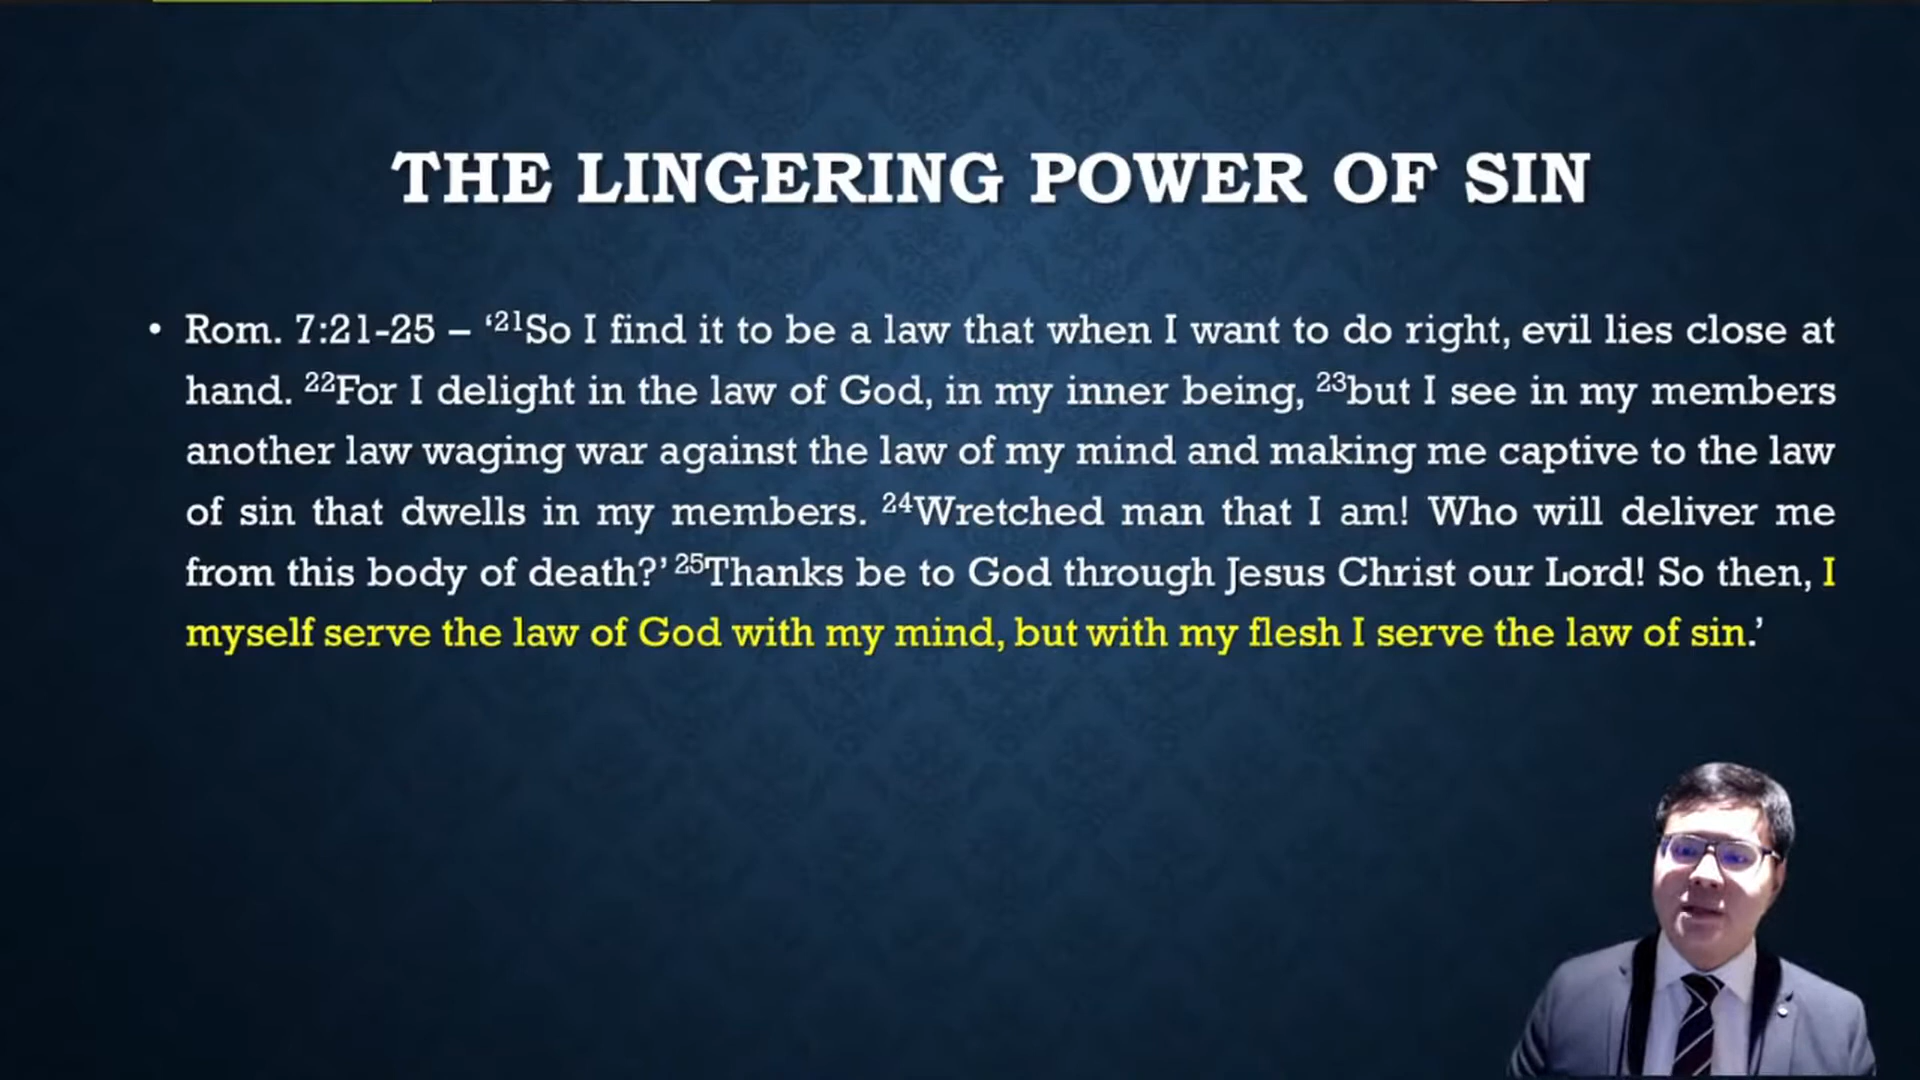 THE LINGERING POWER OF SIN
• Rom. 7:21-25 – ‘²¹So I find it to be a law that when I want to do right, evil lies close at
hand. ²²For I delight in the law of God, in my inner being, ²³but I see in my members
another law waging war against the law of my mind and making me captive to the law
of sin that dwells in my members. ²⁴Wretched man that I am! Who will deliver me
from this body of death?’ ²⁵Thanks be to God through Jesus Christ our Lord! So then, I
myself serve the law of God with my mind, but with my flesh I serve the law of sin.’